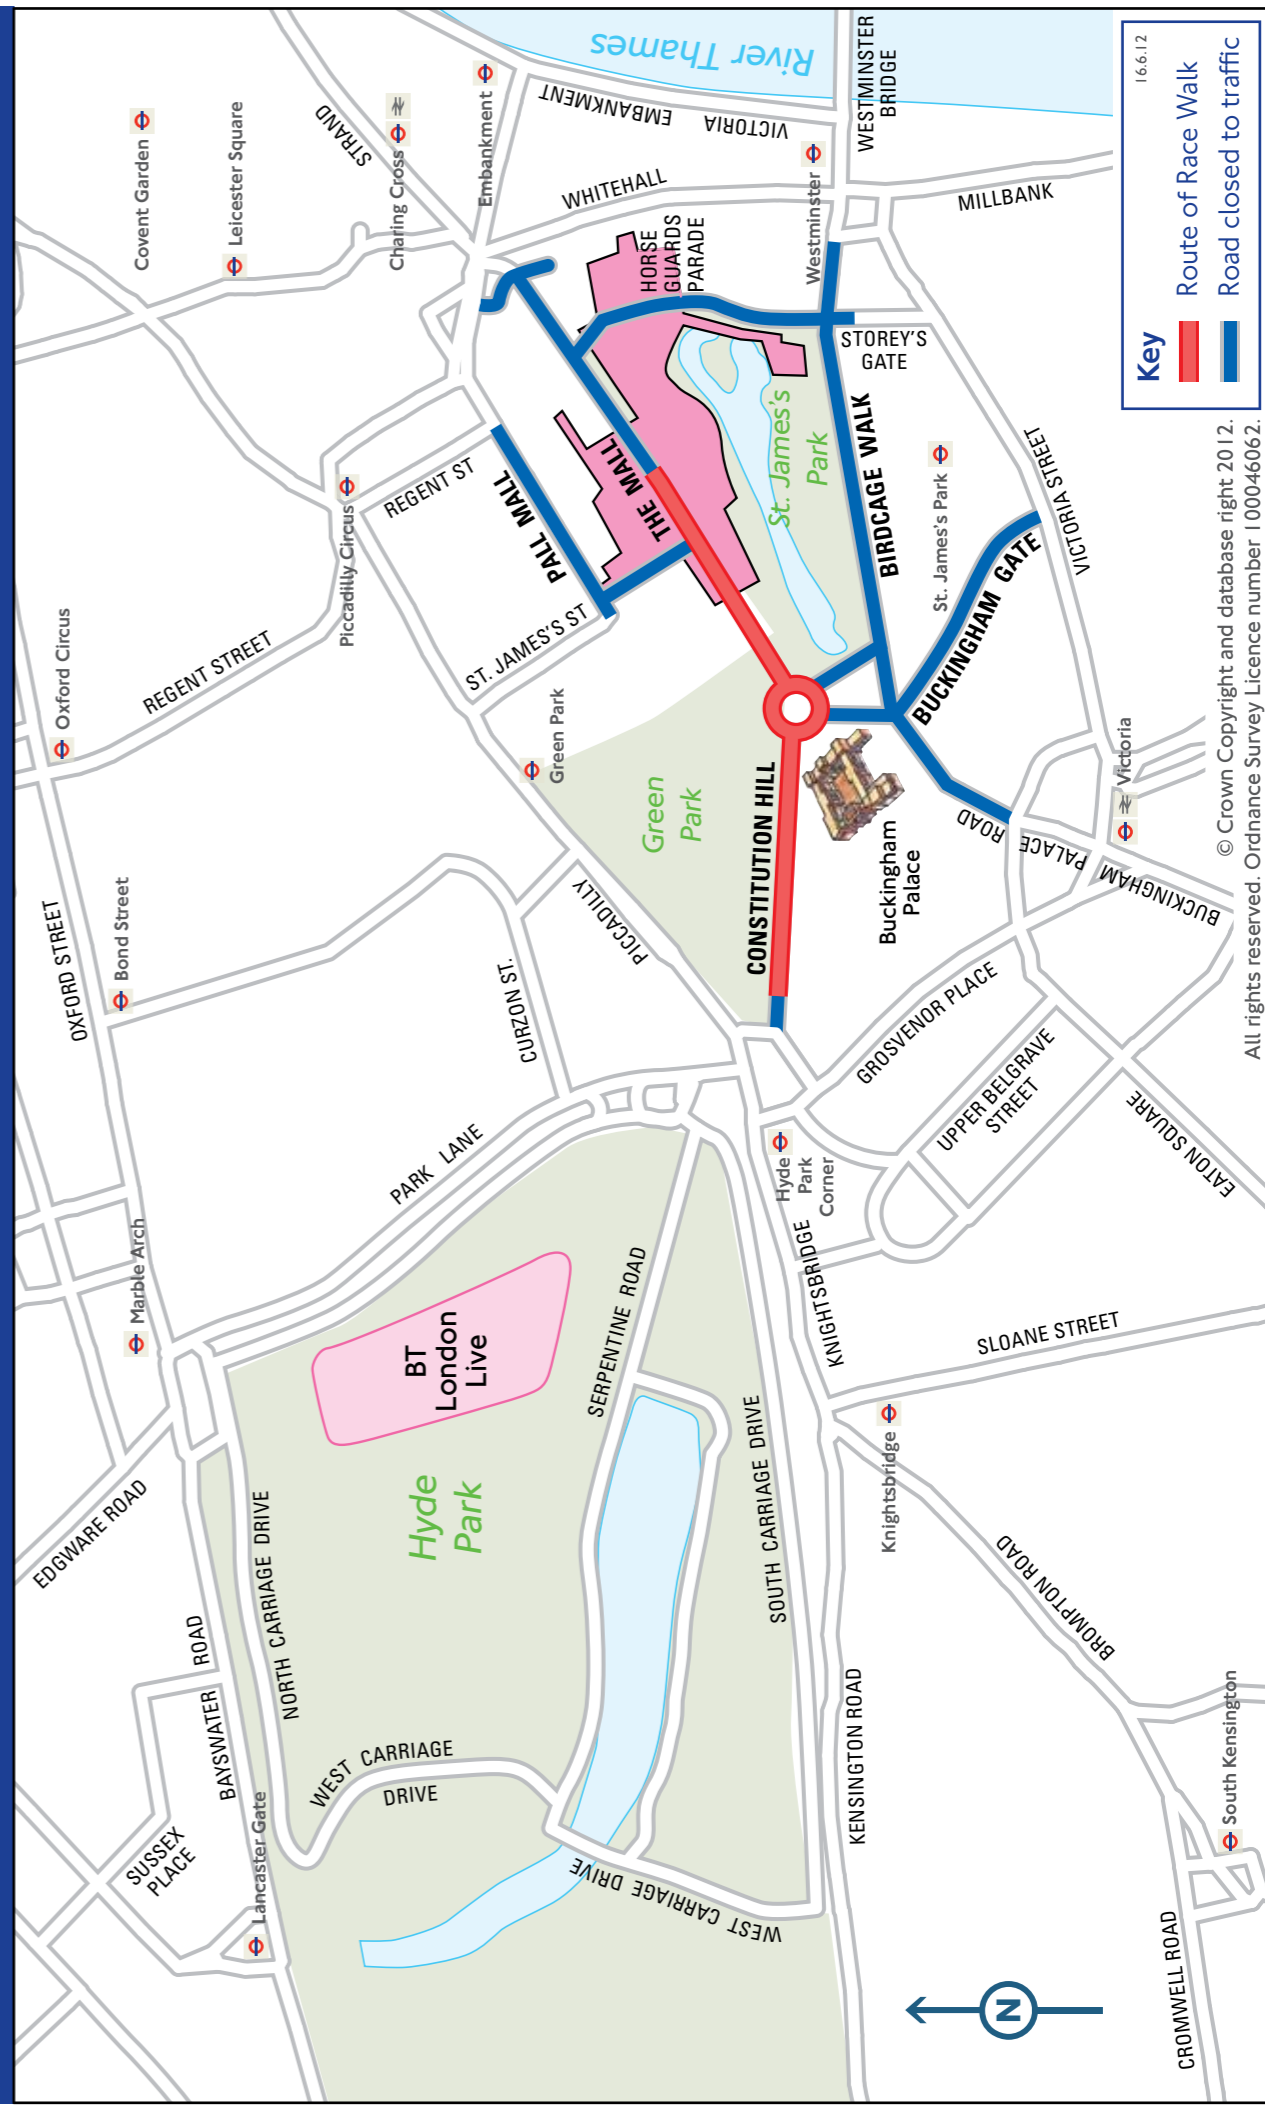 OXFORD STREET
Oxford Circus
Bond Street
Marble Arch
EDGWARE ROAD
BAYSWATER ROAD
NORTH CARRIAGE DRIVE
SUSSEX
PLACE
Lancaster Gate
WEST CARRIAGE
DRIVE
WEST CARRIAGE DRIVE
Hyde
Park
BT
London
Live
PARK LANE
SERPENTINE ROAD
SOUTH CARRIAGE DRIVE
KENSINGTON ROAD
KNIGHTSBRIDGE
Hyde
Park
Corner
Knightsbridge
SLOANE STREET
BROMPTON ROAD
CROMWELL ROAD
South Kensington
N
CURZON ST.
PICCADILLY
Green Park
Green
Park
CONSTITUTION HILL
Buckingham
Palace
GROSVENOR PLACE
UPPER BELGRAVE
STREET
EATON SQUARE
BUCKINGHAM PALACE ROAD
Victoria
BUCKINGHAM GATE
VICTORIA STREET
St. James's Park
BIRDCAGE WALK
St. James's
Park
STOREY'S
GATE
THE MALL
PALL MALL
ST. JAMES'S ST
REGENT ST
REGENT STREET
Piccadilly Circus
Covent Garden
Leicester Square
Charing Cross
STRAND
Embankment
VICTORIA EMBANKMENT
River Thames
WHITEHALL
HORSE
GUARDS
PARADE
Westminster
WESTMINSTER
BRIDGE
MILLBANK
16.6.12
Key
Route of Race Walk
Road closed to traffic
© Crown Copyright and database right 2012.
All rights reserved. Ordnance Survey Licence number 100046062.